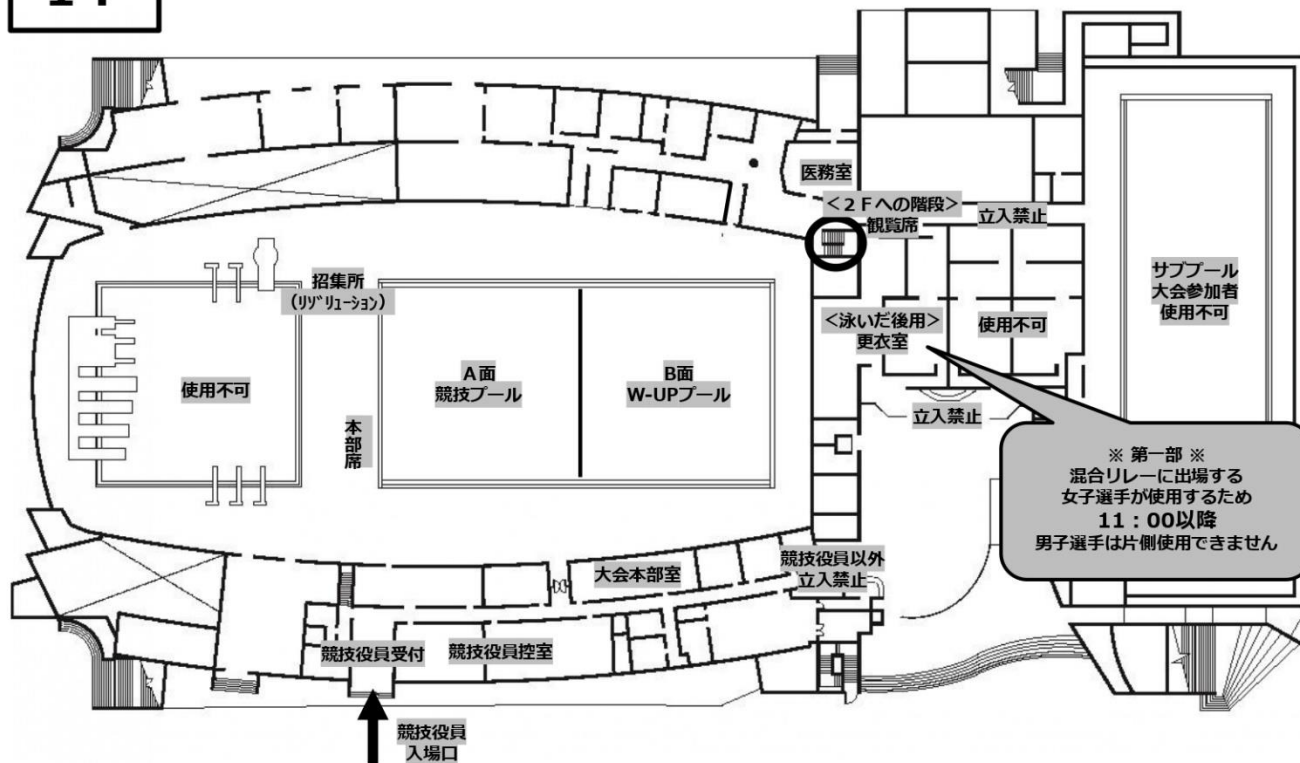 医務室
<２Ｆへの階段>
観覧席
立入禁止
招集所
(ﾘｿﾞﾘｭｰｼｮﾝ)
サブプール
大会参加者
使用不可
<泳いだ後用>
更衣室
使用不可
使用不可
A面
競技プール
B面
W-UPプール
本部席
立入禁止
※ 第一部 ※
混合リレーに出場する
女子選手が使用するため
11：00以降
男子選手は片側使用できません
競技役員以外
立入禁止
大会本部室
競技役員受付
競技役員控室
競技役員
入場口